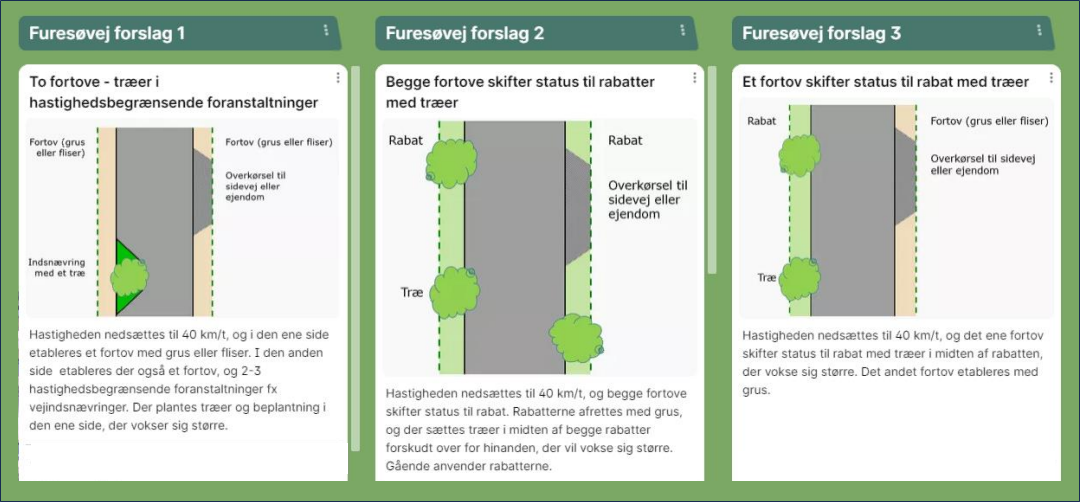 Furesøvej forslag 1
To fortove - træer i
hastighedsbegrænsende foranstaltninger
Fortov (grus
eller fliser)
Fortov (grus eller fliser)
Overkørsel til
sidevej eller
ejendom
Indsnævring
med et træ
Hastigheden nedsættes til 40 km/t, og i den ene side
etableres et fortov med grus eller fliser. I den anden
side etableres der også et fortov, og 2-3
hastighedsbegrænsende foranstaltninger fx
vejindsnævringer. Der plantes træer og beplantning i
den ene side, der vokser sig større.
Furesøvej forslag 2
Begge fortove skifter status til rabatter
med træer
Rabat
Rabat
Overkørsel til
sidevej eller
ejendom
Træ
Hastigheden nedsættes til 40 km/t, og begge fortove
skifter status til rabat. Rabatterne afrettes med grus,
og der sættes træer i midten af begge rabatter
forskudt over for hinanden, der vil vokse sig større.
Gående anvender rabatterne.
Furesøvej forslag 3
Et fortov skifter status til rabat med træer
Rabat
Fortov (grus eller fliser)
Overkørsel til sidevej
eller ejendom
Træ
Hastigheden nedsættes til 40 km/t, og det ene fortov
skifter status til rabat med træer i midten af rabatten,
der vokse sig større. Det andet fortov etableres med
grus.